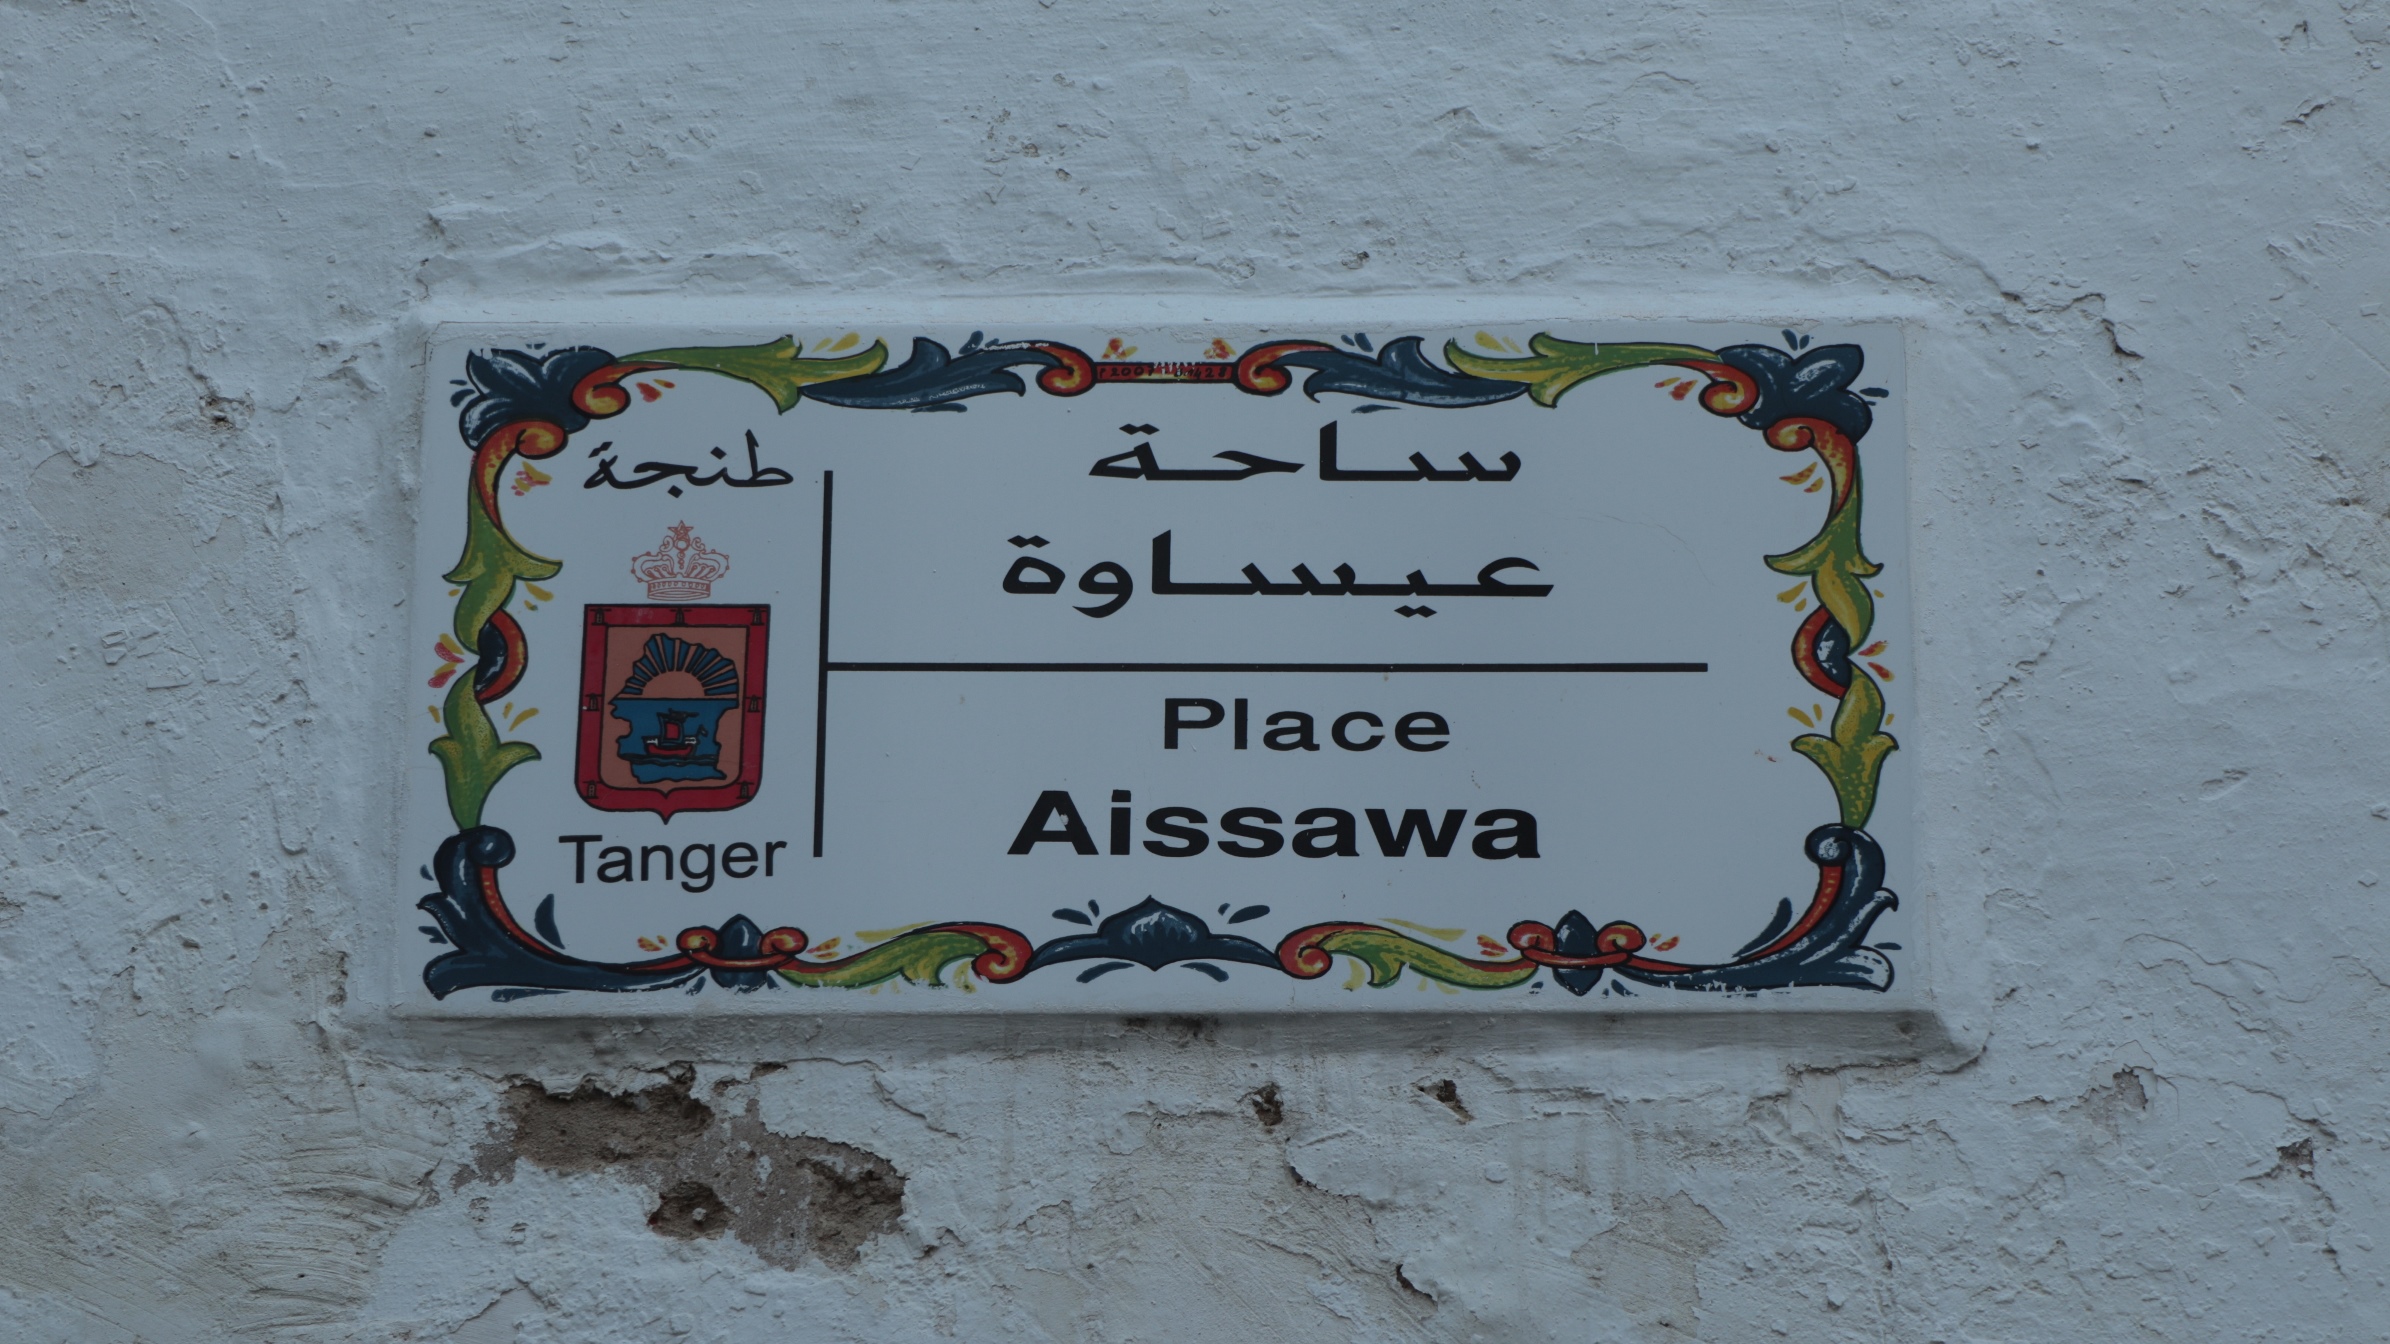 طنجة
Tanger
ساحة
عيساوة
Place
Aissawa